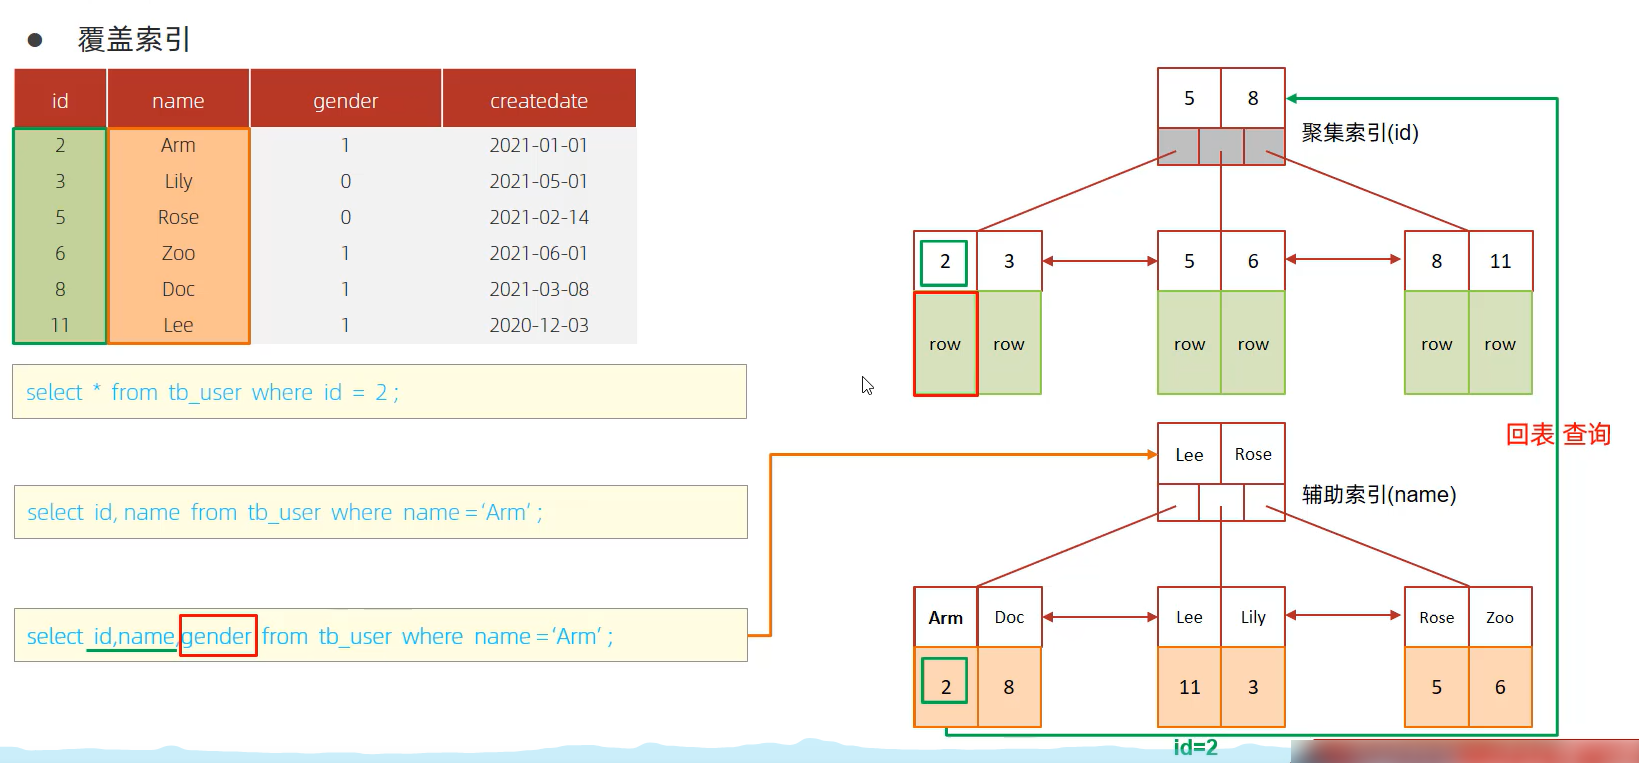 ● 覆盖索引
id name gender createdate
2 Arm 1 2021-01-01
3 Lily 0 2021-05-01
5 Rose 0 2021-02-14
6 Zoo 1 2021-06-01
8 Doc 1 2021-03-08
11 Lee 1 2020-12-03
select * from tb_user where id = 2 ;
select id, name from tb_user where name =‘Arm’ ;
select id,name,gender from tb_user where name =‘Arm’ ;
5 8
聚集索引(id)
2 3 5 6 8 11
row row row row row row
回表 查询
Lee Rose
辅助索引(name)
Arm Doc Lee Lily Rose Zoo
2 8 11 3 5 6
id=2